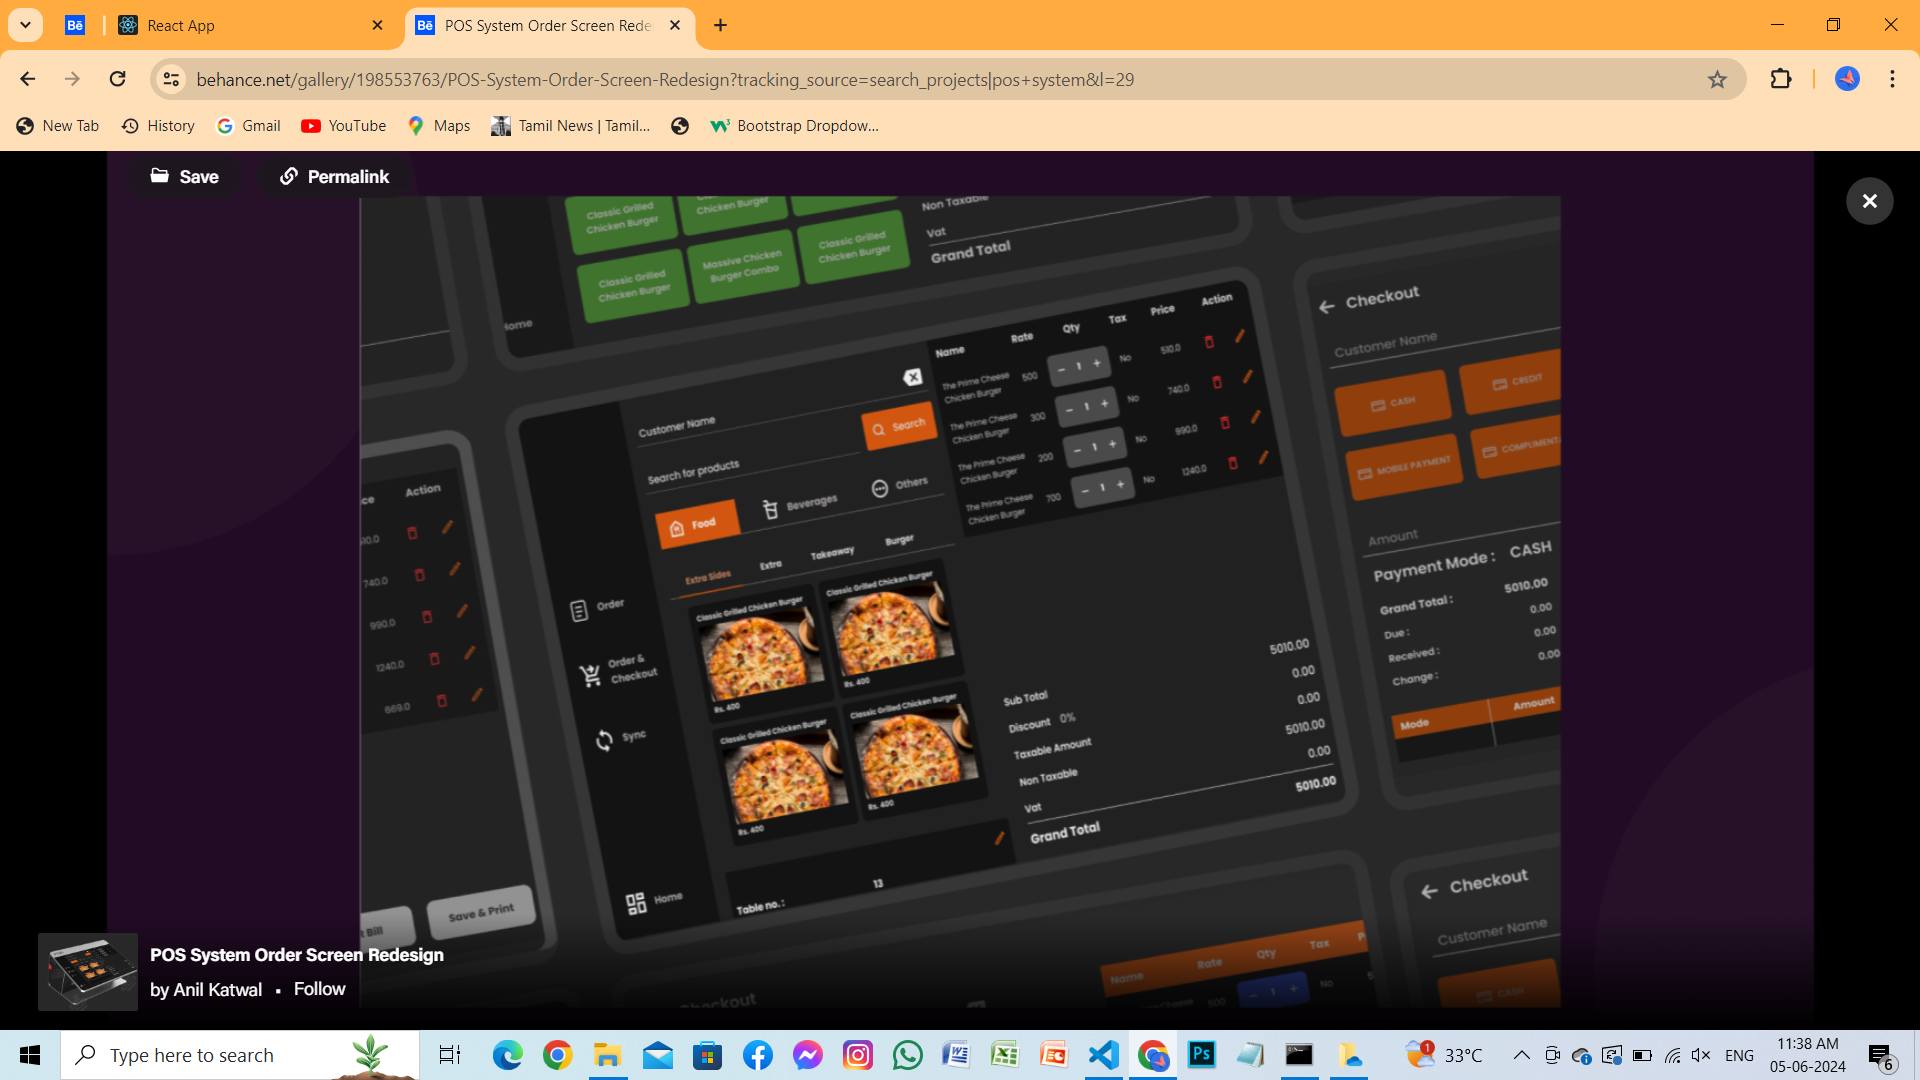 Bē
React App
Bē
POS System Order Screen Rede
behance.net/gallery/198553763/POS-System-Order-Screen-Redesign?tracking_source=search_projects|pos+system&l=29
New Tab
History
Gmail
YouTube
Maps
Tamil News | Tamil...
Bootstrap Dropdow...
Save
Permalink
Classic Grilled
Chicken Burger
Chicken Burger
Classic Grilled
Chicken Burger
Massive Chicken
Burger Combo
Classic Grilled
Chicken Burger
Home
Non Taxable
Vat
Grand Total
Action
740.0
990.0
1240.0
669.0
Bill
Save & Print
Order
Order &
Checkout
Sync
Home
Customer Name
Search for products
Search
Food
Beverages
Others
Extra Sides
Extra
Takeaway
Burger
Classic Grilled Chicken Burger
Rs. 400
Classic Grilled Chicken Burger
Rs. 400
Classic Grilled Chicken Burger
Rs. 400
Classic Grilled Chicken Burger
Rs. 400
Table no. :
13
Name Rate Qty Tax Price Action
The Prime Cheese
Chicken Burger
500 - 1 + No 510.0
The Prime Cheese
Chicken Burger
300 - 1 + No 740.0
The Prime Cheese
Chicken Burger
200 - 1 + No 990.0
The Prime Cheese
Chicken Burger
700 - 1 + No 1240.0
Sub Total 5010.00
Discount 0% 0.00
Taxable Amount 0.00
Non Taxable 5010.00
Vat 0.00
Grand Total 5010.00
Checkout
Customer Name
CASH
CREDIT
MOBILE PAYMENT
COMPLIMENTA
Amount
Payment Mode : CASH
Grand Total : 5010.00
Due : 0.00
Received : 0.00
Change : 0.00
Mode
Amount
Checkout
Customer Name
CASH
Checkout
Name Rate Qty Tax P
500 - 1 + No 5
POS System Order Screen Redesign
by Anil Katwal • Follow
Type here to search
Ps
1
33°C
ENG
11:38 AM
05-06-2024
6